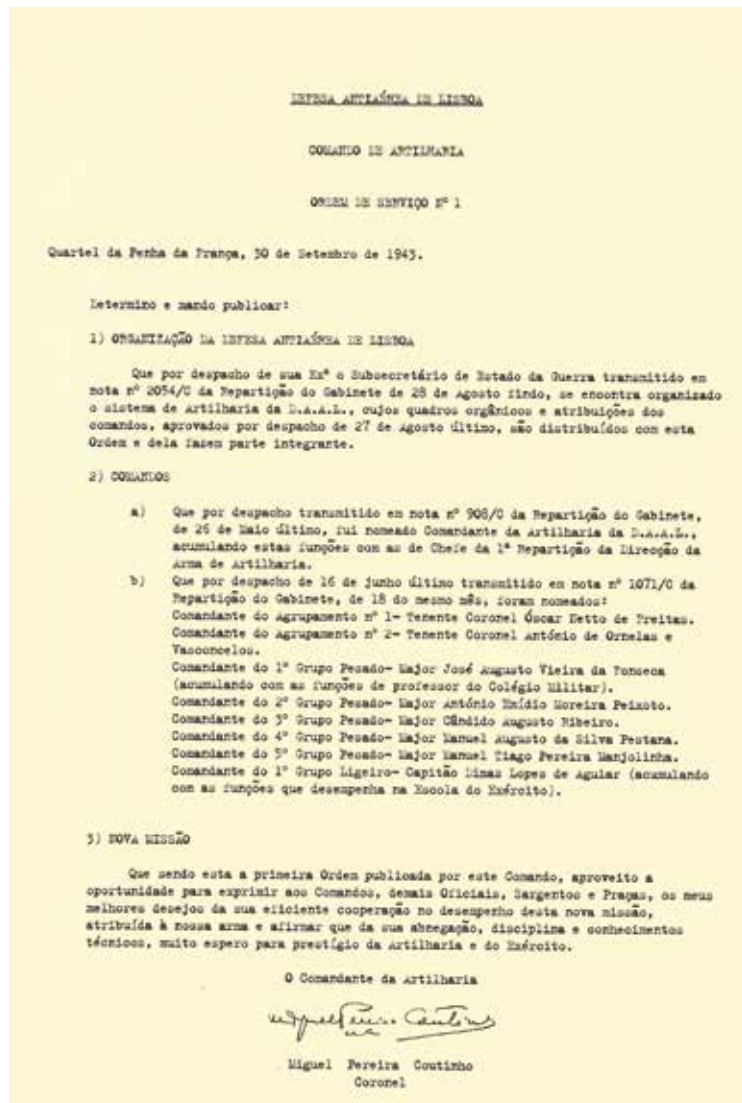 DEFESA ANTIAÉREA DE LISBOA
COMANDO DE ARTILHARIA
ORDEM DE SERVIÇO Nº 1
Quartel da Penha da França, 30 de Setembro de 1943.
Determino e mando publicar:
1) ORGANIZAÇÃO DA DEFESA ANTIAÉREA DE LISBOA
Que por despacho de sua Exª o Subsecretário de Estado da Guerra transmitido em
nota nº 2054/C da Repartição do Gabinete de 28 de Agosto findo, se encontra organizado
o sistema de Artilharia da D.A.A.L., cujos quadros orgânicos e atribuições dos
comandos, aprovados por despacho de 27 de Agosto último, são distribuídos com esta
Ordem e dela fazem parte integrante.
2) COMANDOS
a) Que por despacho transmitido em nota nº 908/C da Repartição do Gabinete,
de 26 de Maio último, fui nomeado Comandante da Artilharia da D.A.A.L.,
acumulando estas funções com as de Chefe da 1ª Repartição da Direcção da
Arma de Artilharia.
b) Que por despacho de 16 de junho último transmitido em nota nº 1071/C da
Repartição do Gabinete, de 18 do mesmo mês, foram nomeados:
Comandante do Agrupamento nº 1- Tenente Coronel Óscar Netto de Freitas.
Comandante do Agrupamento nº 2- Tenente Coronel António de Ornelas e
Vasconcelos.
Comandante do 1º Grupo Pesado- Major José Augusto Vieira da Fonseca
(acumulando com as funções de professor do Colégio Militar).
Comandante do 2º Grupo Pesado- Major António Emídio Moreira Peixoto.
Comandante do 3º Grupo Pesado- Major Cândido Augusto Ribeiro.
Comandante do 4º Grupo Pesado- Major Manuel Augusto da Silva Pestana.
Comandante do 5º Grupo Pesado- Major Manuel Tiago Pereira Manjolinha.
Comandante do 1º Grupo Ligeiro- Capitão Dimas Lopes de Aguiar (acumulando
com as funções que desempenha na Escola do Exército).
3) NOVA MISSÃO
Que sendo esta a primeira Ordem publicada por este Comando, aproveito a
oportunidade para exprimir aos Comandos, demais Oficiais, Sargentos e Praças, os meus
melhores desejos da sua eficiente cooperação no desempenho desta nova missão,
atribuída à nossa arma e afirmar que da sua abnegação, disciplina e conhecimentos
técnicos, muito espero para prestígio da Artilharia e do Exército.
O Comandante da Artilharia
Miguel Pereira Coutinho
Miguel Pereira Coutinho
Coronel